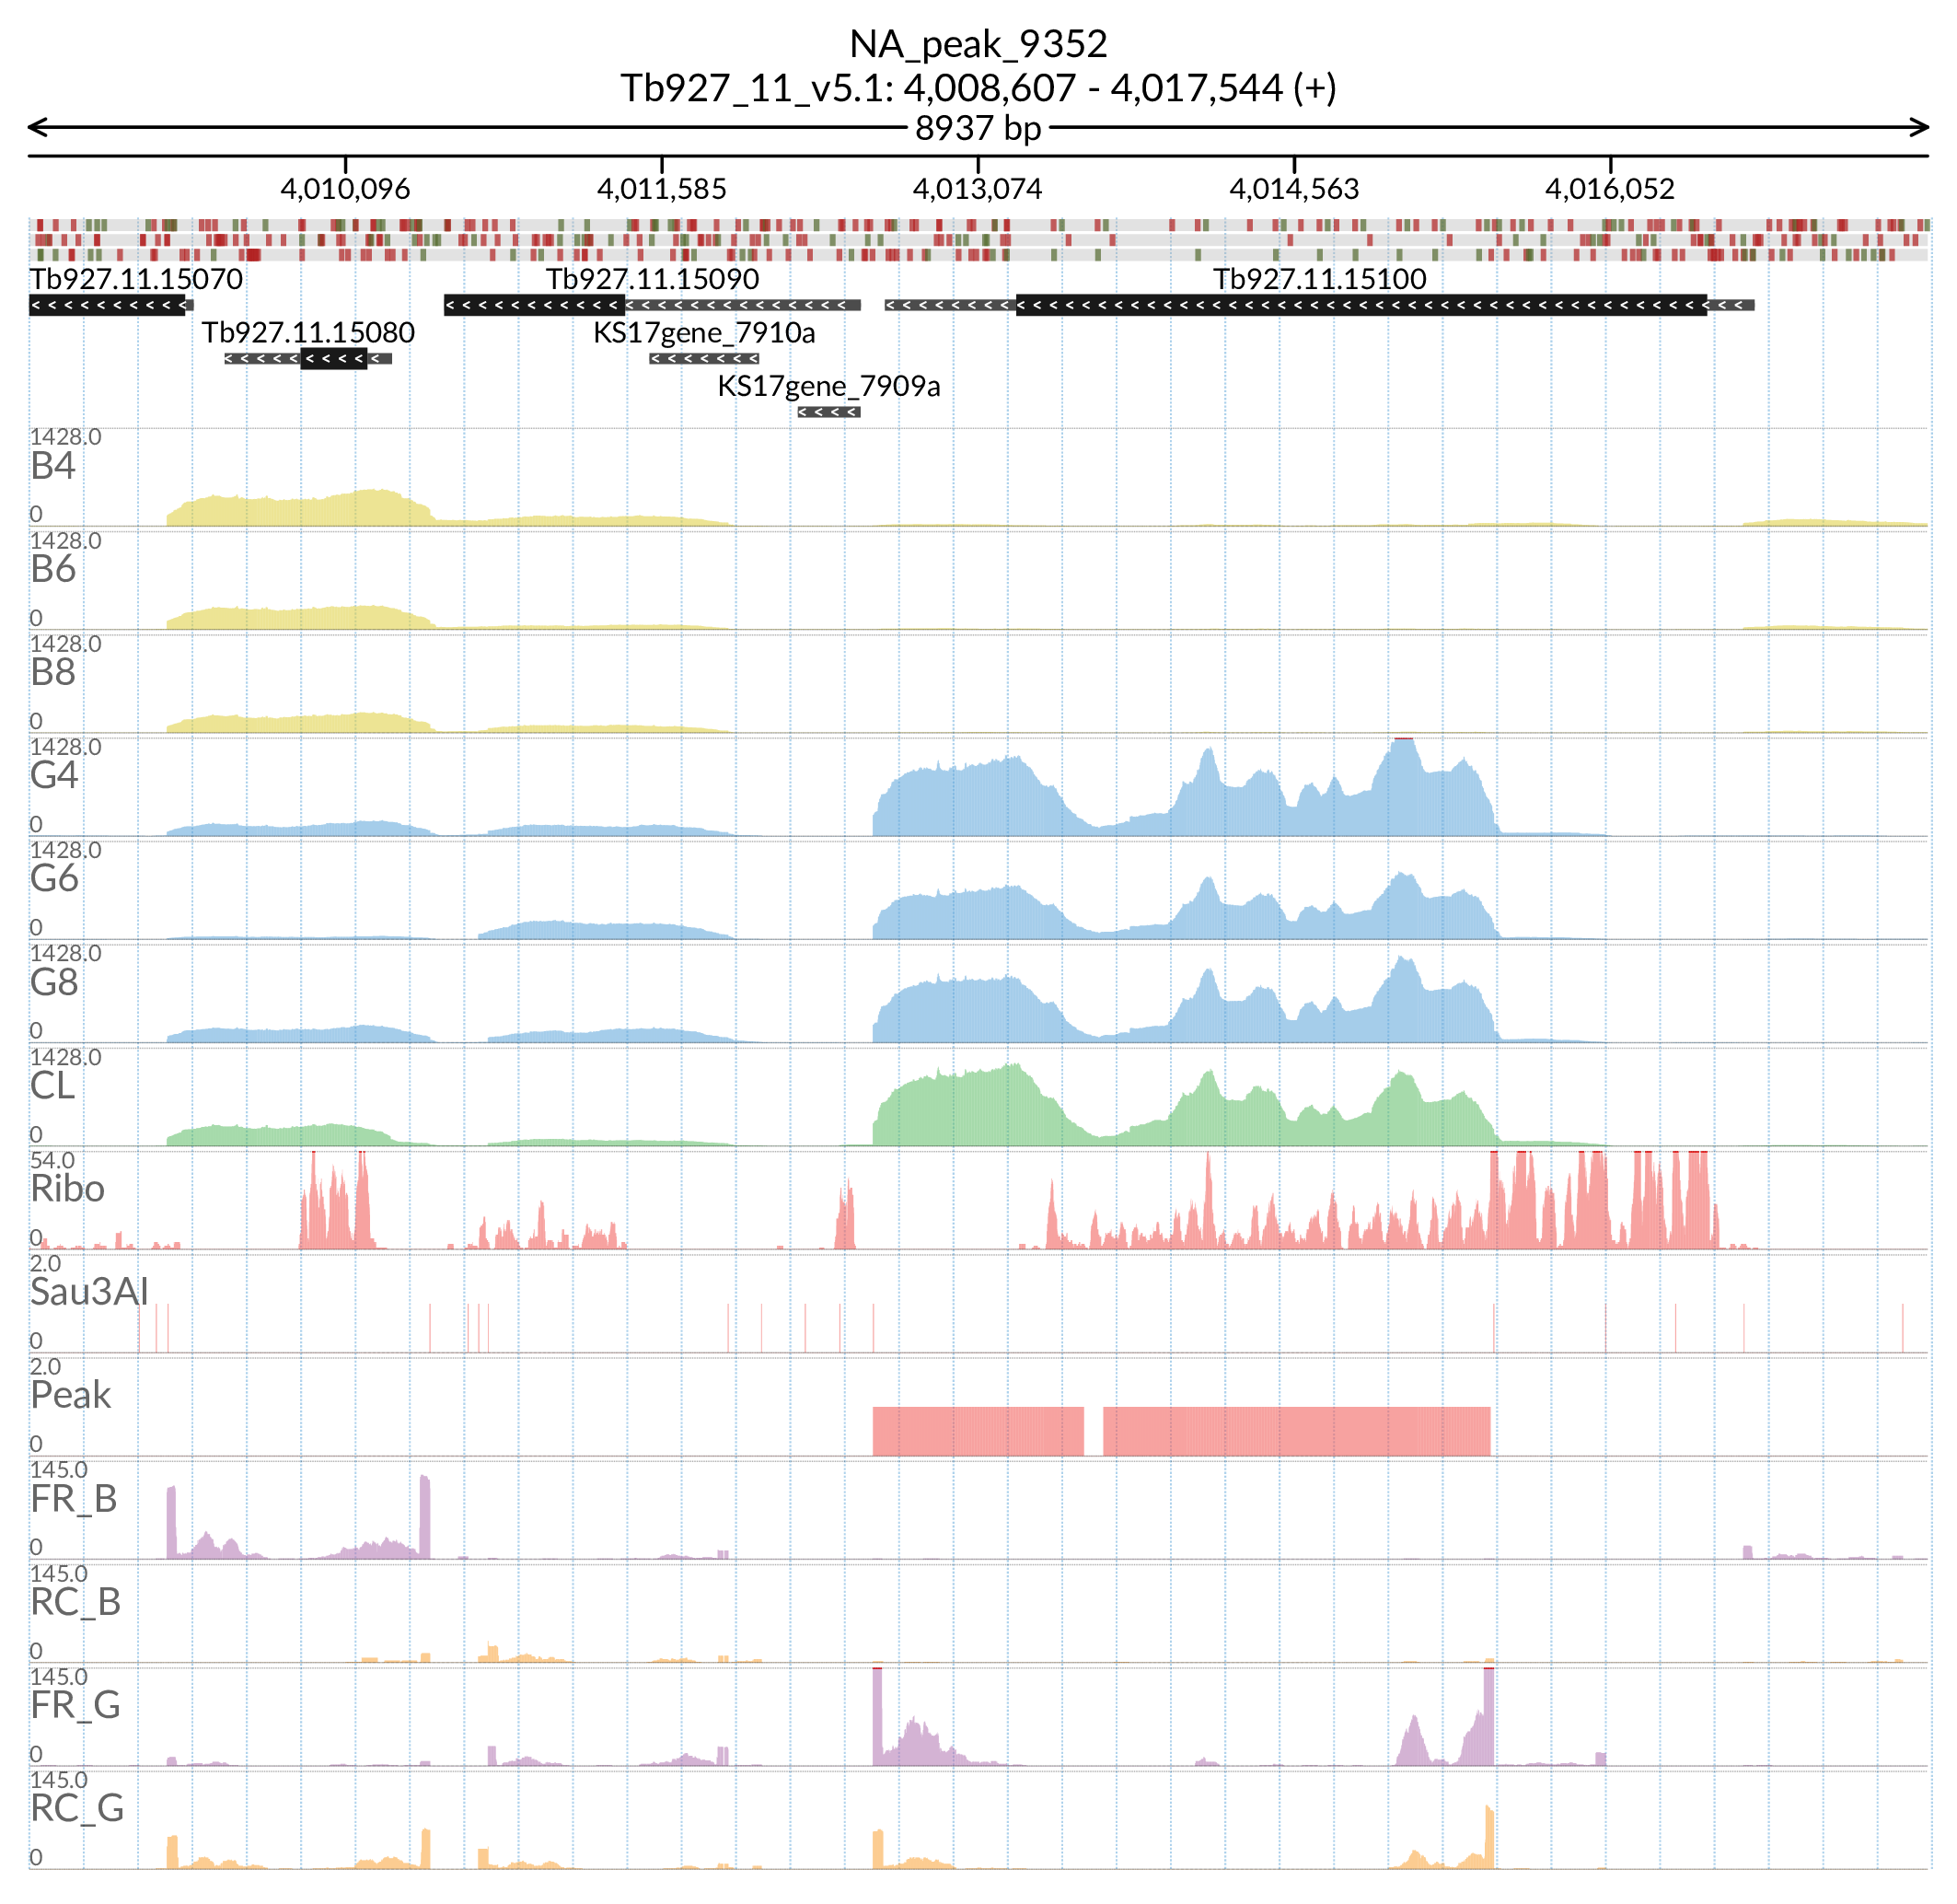 NA_peak_9352
Tb927_11_v5.1: 4,008,607 - 4,017,544 (+)
8937 bp
4,010,096 4,011,585 4,013,074 4,014,563 4,016,052
Tb927.11.15070 Tb927.11.15090 Tb927.11.15100
Tb927.11.15080 KS17gene_7910a
KS17gene_7909a
1428.0
B4
0
1428.0
B6
0
1428.0
B8
0
1428.0
G4
0
1428.0
G6
0
1428.0
G8
0
1428.0
CL
0
54.0
Ribo
0
2.0
Sau3AI
0
2.0
Peak
0
145.0
FR_B
0
145.0
RC_B
0
145.0
FR_G
0
145.0
RC_G
0